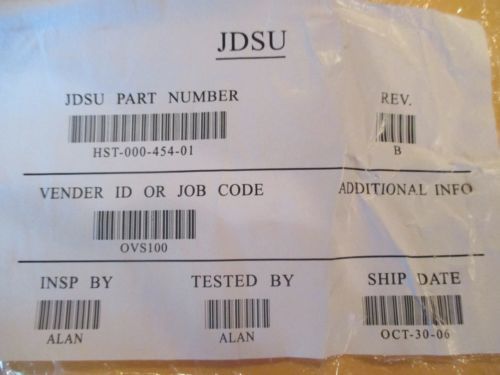 JDSU
JDSU PART NUMBER REV.
HST-000-454-01 B
VENDER ID OR JOB CODE ADDITIONAL INFO
OVS100
INSP BY TESTED BY SHIP DATE
ALAN ALAN OCT-30-06